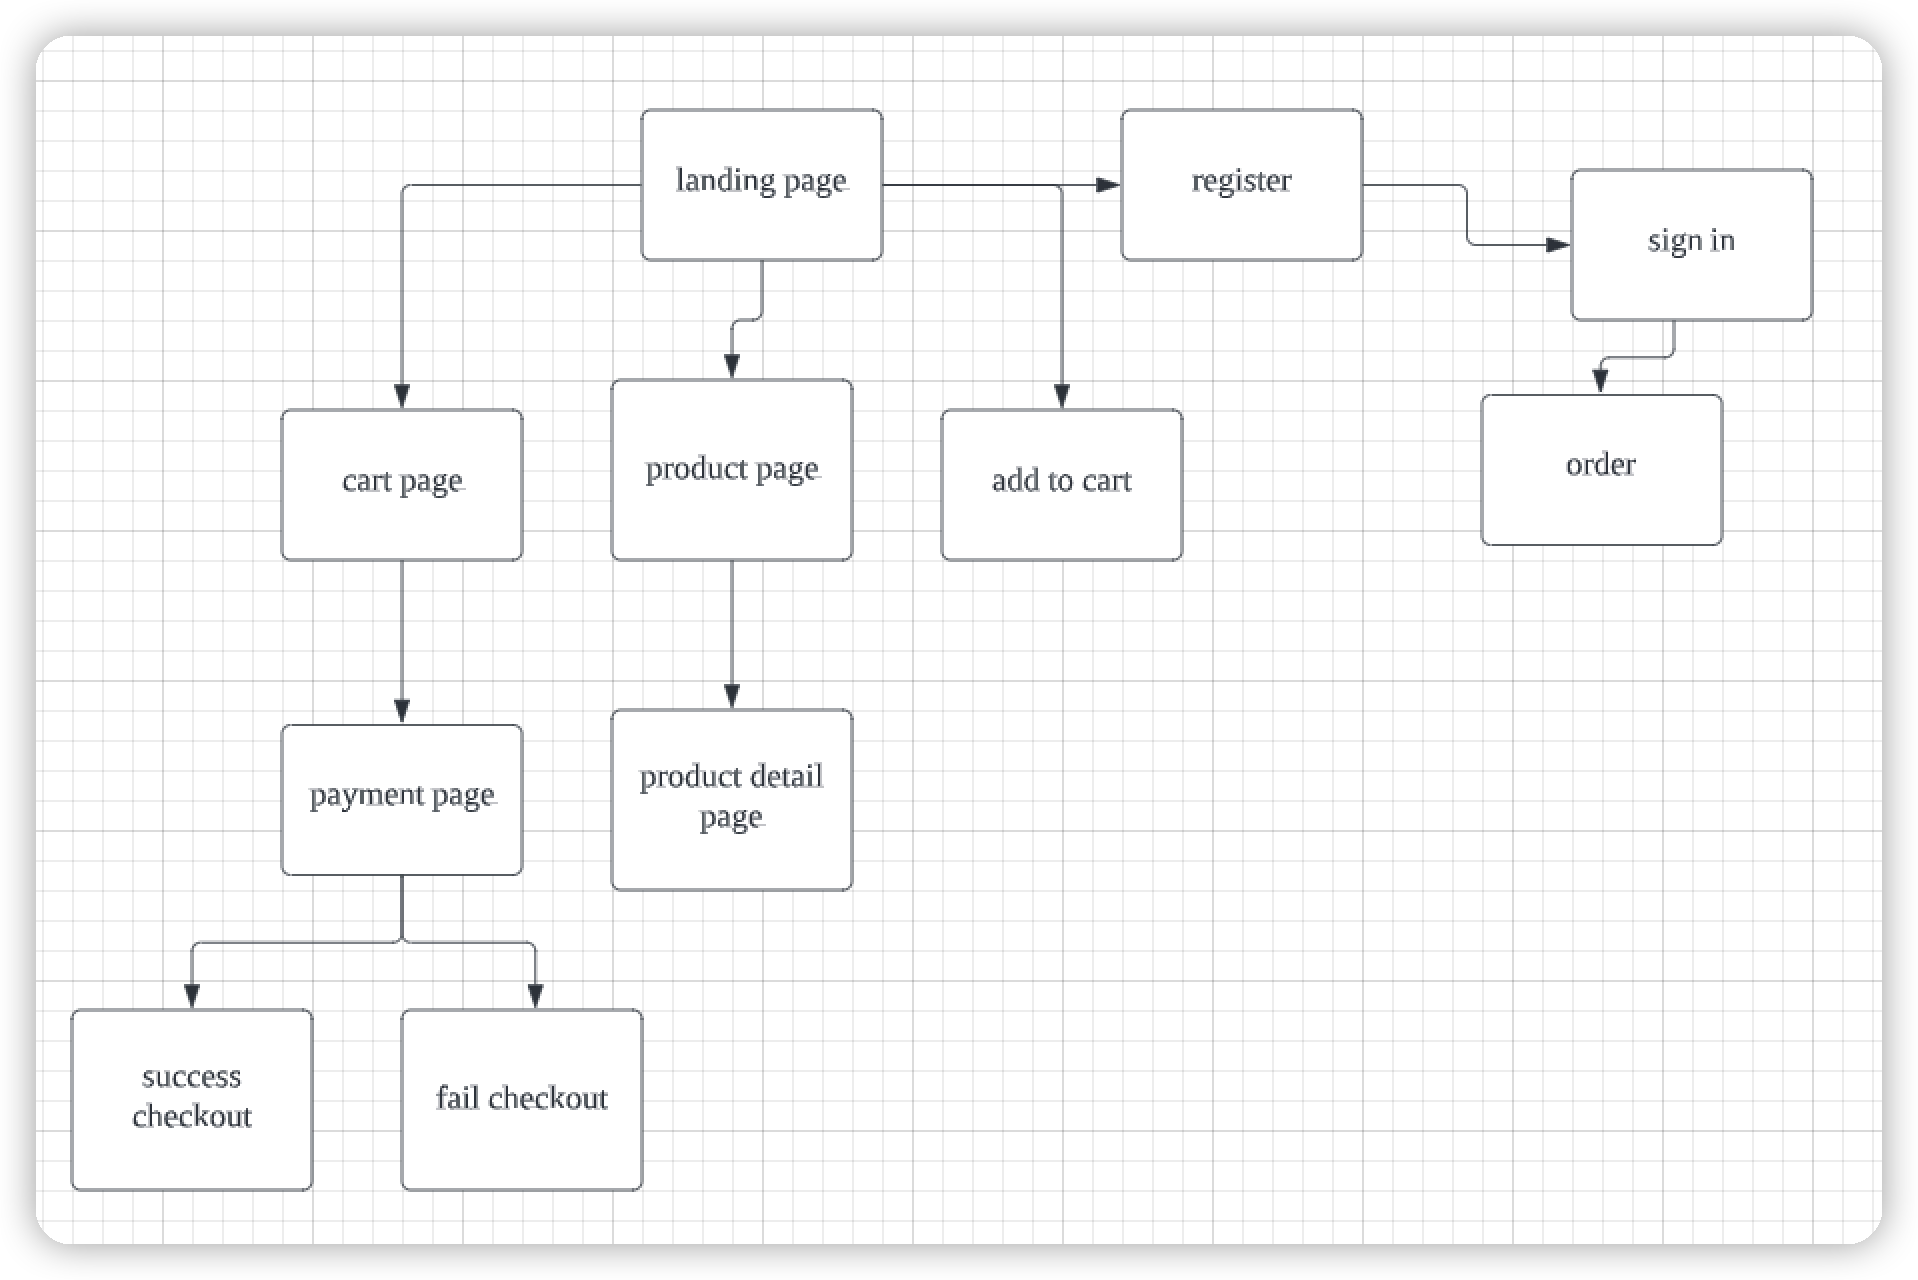 landing page
register
sign in
cart page
product page
add to cart
order
payment page
product detail
page
success
checkout
fail checkout